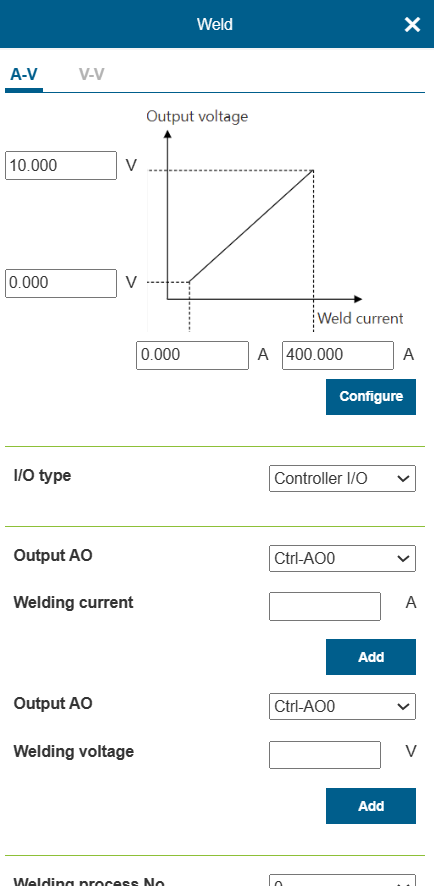 Weld
A-V V-V
Output voltage
10.000 V
0.000 V
Weld current
0.000 A 400.000 A
Configure
I/O type Controller I/O
Output AO Ctrl-AO0
Welding current A
Add
Output AO Ctrl-AO0
Welding voltage V
Add
Welding process No 0